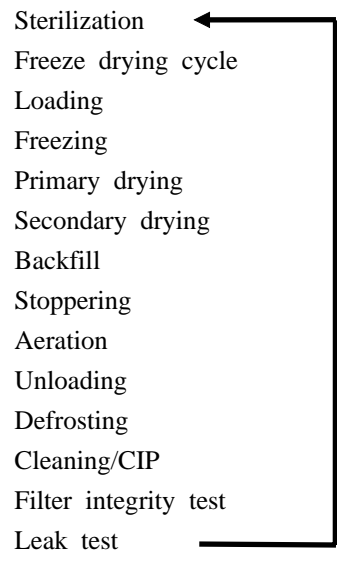 Sterilization
Freeze drying cycle
Loading
Freezing
Primary drying
Secondary drying
Backfill
Stoppering
Aeration
Unloading
Defrosting
Cleaning/CIP
Filter integrity test
Leak test